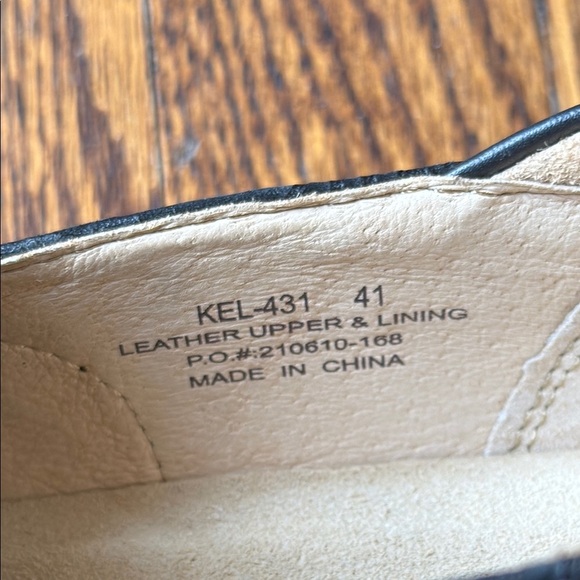 KEL-431 41
LEATHER UPPER & LINING
P.O.#:210610-168
MADE IN CHINA